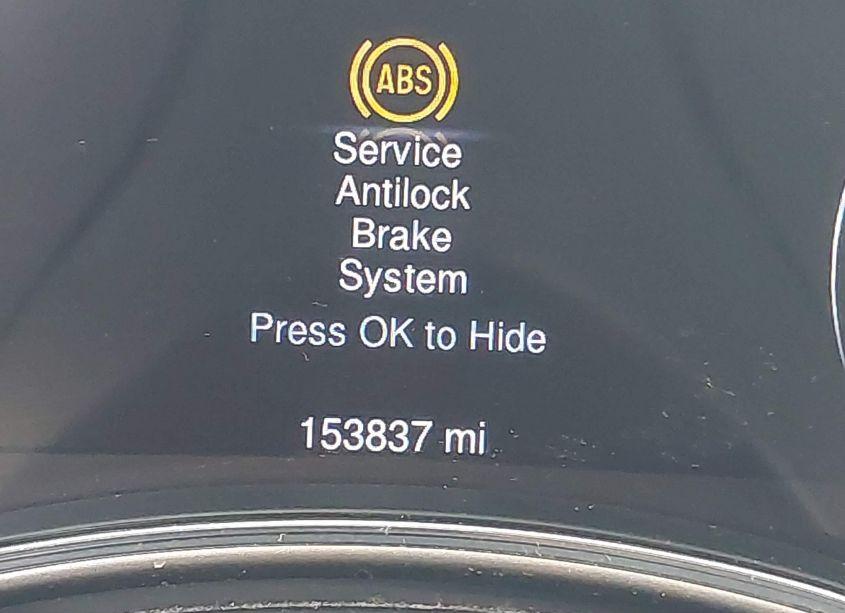 ABS
Service
Antilock
Brake
System
Press OK to Hide
153837 mi